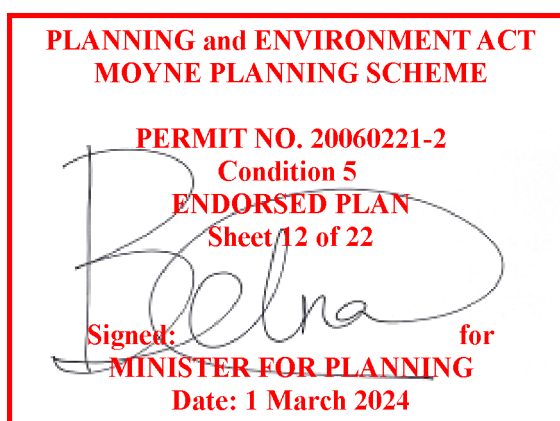 PLANNING and ENVIRONMENT ACT
MOYNE PLANNING SCHEME
PERMIT NO. 20060221-2
Condition 5
ENDORSED PLAN
Sheet 12 of 22
Signed: for
MINISTER FOR PLANNING
Date: 1 March 2024